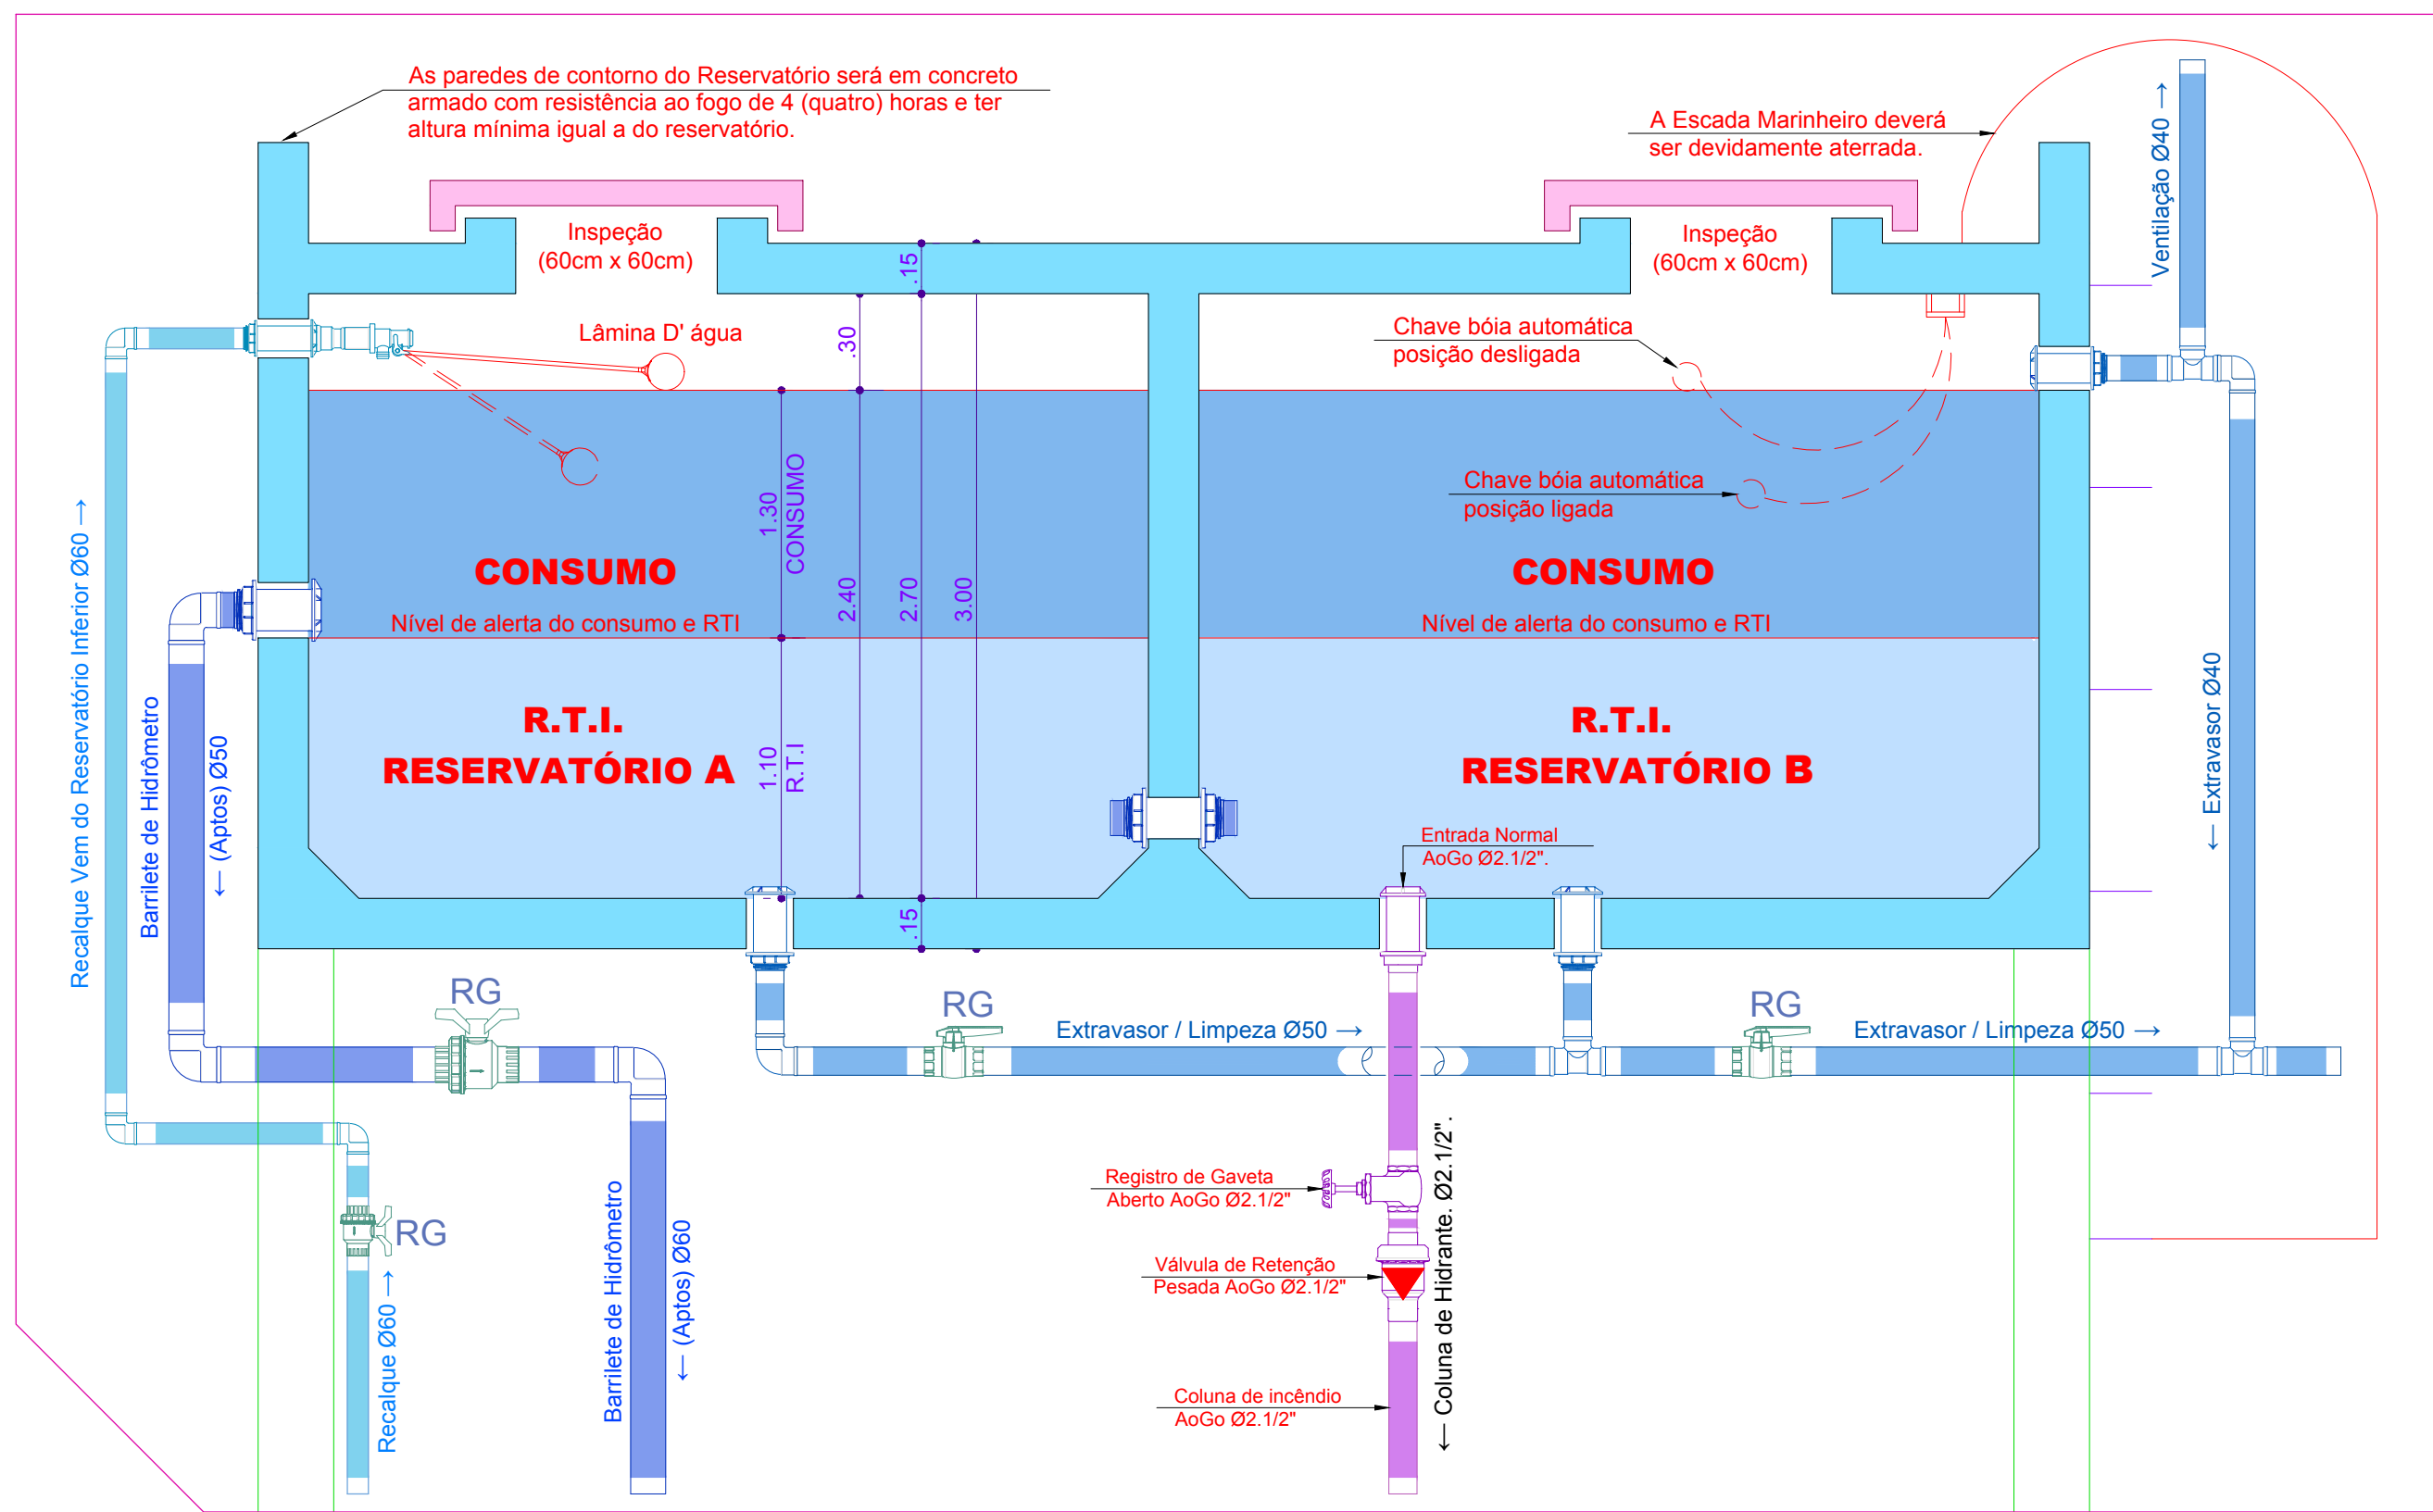 As paredes de contorno do Reservatório será em concreto
armado com resistência ao fogo de 4 (quatro) horas e ter
altura mínima igual a do reservatório.
A Escada Marinheiro deverá
ser devidamente aterrada.
Ventilação Ø40 →
Inspeção
(60cm x 60cm)
Inspeção
(60cm x 60cm)
.15
.30
Lâmina D' água
Chave bóia automática
posição desligada
Chave bóia automática
posição ligada
1.30
CONSUMO
2.40
2.70
3.00
CONSUMO
CONSUMO
Nível de alerta do consumo e RTI
Nível de alerta do consumo e RTI
Recalque Vem do Reservatório Inferior Ø60 →
Barrilete de Hidrômetro
← (Aptos) Ø50
R.T.I.
RESERVATÓRIO A
1.10
R.T.I
R.T.I.
RESERVATÓRIO B
← Extravasor Ø40
Entrada Normal
AoGo Ø2.1/2".
.15
RG
RG
RG
Extravasor / Limpeza Ø50 →
Extravasor / Limpeza Ø50 →
Registro de Gaveta
Aberto AoGo Ø2.1/2"
RG
Válvula de Retenção
Pesada AoGo Ø2.1/2"
← Coluna de Hidrante. Ø2.1/2".
Recalque Ø60 →
Barrilete de Hidrômetro
← (Aptos) Ø60
Coluna de incêndio
AoGo Ø2.1/2"